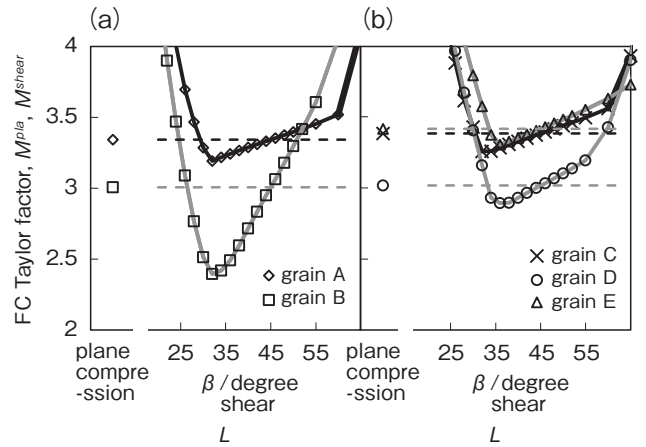 (a)
(b)
FC Taylor factor, M^pla, M^shear
4
3.5
3
2.5
2
grain A
grain B
grain C
grain D
grain E
plane
compre
-ssion
25 35 45 55
β / degree
shear
L
plane
compre
-ssion
25 35 45 55
β / degree
shear
L